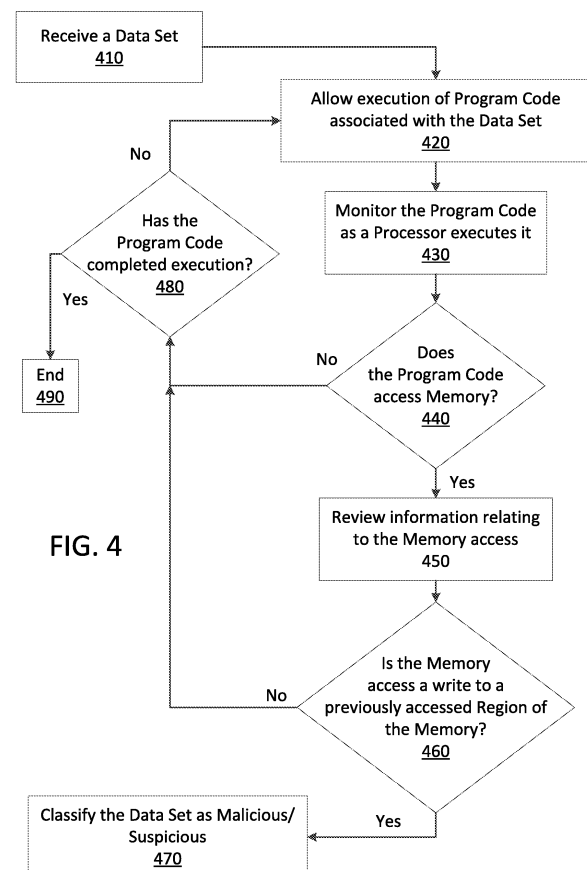 Receive a Data Set
410
Allow execution of Program Code
associated with the Data Set
420
Monitor the Program Code
as a Processor executes it
430
No
Has the
Program Code
completed execution?
480
Yes
End
490
No
Does
the Program Code
access Memory?
440
Yes
Review information relating
to the Memory access
450
FIG. 4
No
Is the Memory
access a write to a
previously accessed Region of
the Memory?
460
Yes
Classify the Data Set as Malicious/
Suspicious
470